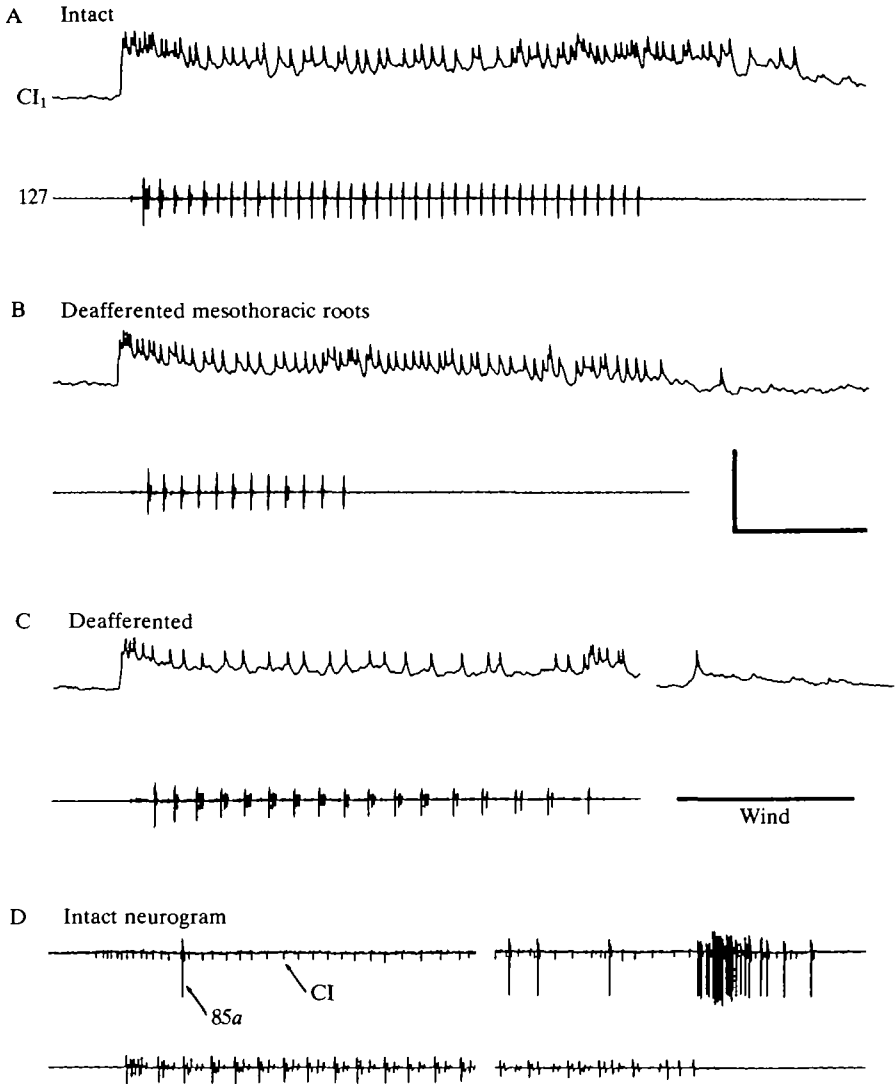 A Intact
CI₁
127
B Deafferented mesothoracic roots
C Deafferented
Wind
D Intact neurogram
CI
85a